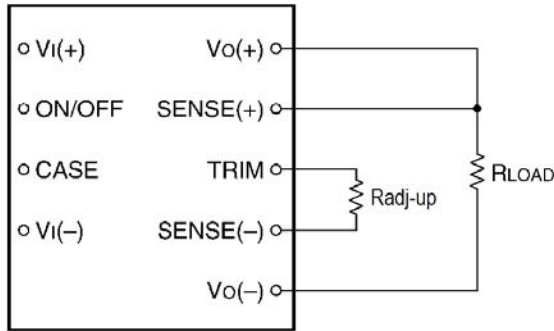 VI(+) VO(+)
ON/OFF SENSE(+)
CASE TRIM
RLOAD
Radj-up
VI(–) SENSE(–)
VO(–)